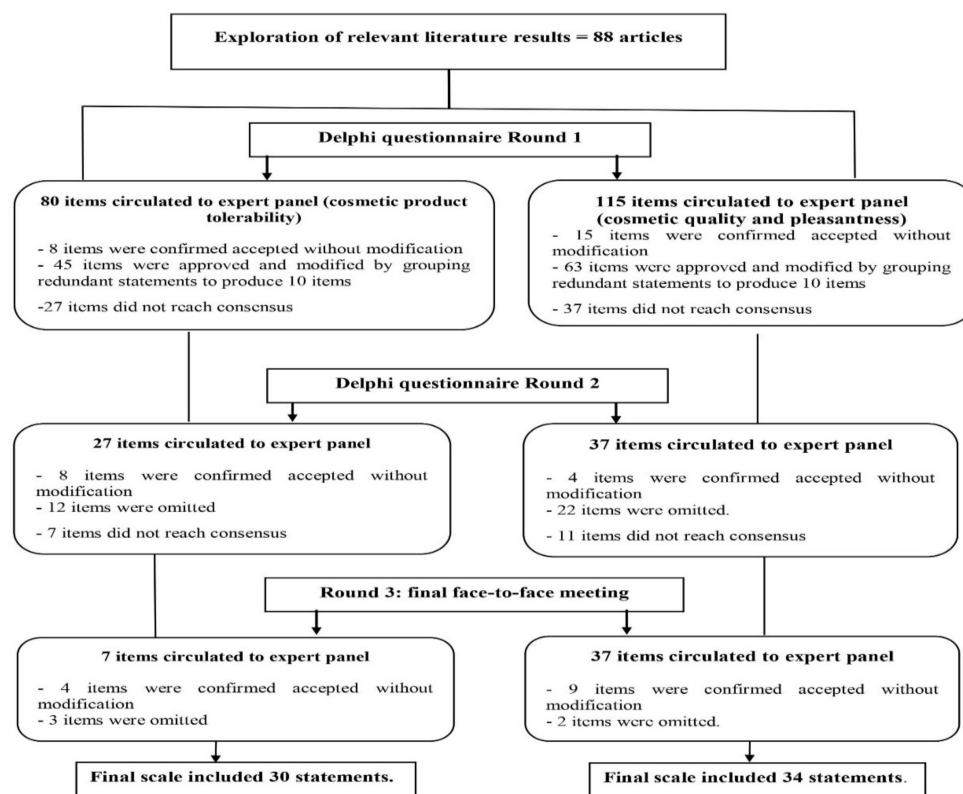 Exploration of relevant literature results = 88 articles
Delphi questionnaire Round 1
80 items circulated to expert panel (cosmetic product
tolerability)
- 8 items were confirmed accepted without modification
- 45 items were approved and modified by grouping
redundant statements to produce 10 items
-27 items did not reach consensus
115 items circulated to expert panel
(cosmetic quality and pleasantness)
- 15 items were confirmed accepted without
modification
- 63 items were approved and modified by grouping
redundant statements to produce 10 items
- 37 items did not reach consensus
Delphi questionnaire Round 2
27 items circulated to expert panel
- 8 items were confirmed accepted without
modification
- 12 items were omitted
- 7 items did not reach consensus
37 items circulated to expert panel
- 4 items were confirmed accepted without
modification
- 22 items were omitted.
- 11 items did not reach consensus
Round 3: final face-to-face meeting
7 items circulated to expert panel
- 4 items were confirmed accepted without
modification
- 3 items were omitted
37 items circulated to expert panel
- 9 items were confirmed accepted without
modification
- 2 items were omitted.
Final scale included 30 statements.
Final scale included 34 statements.